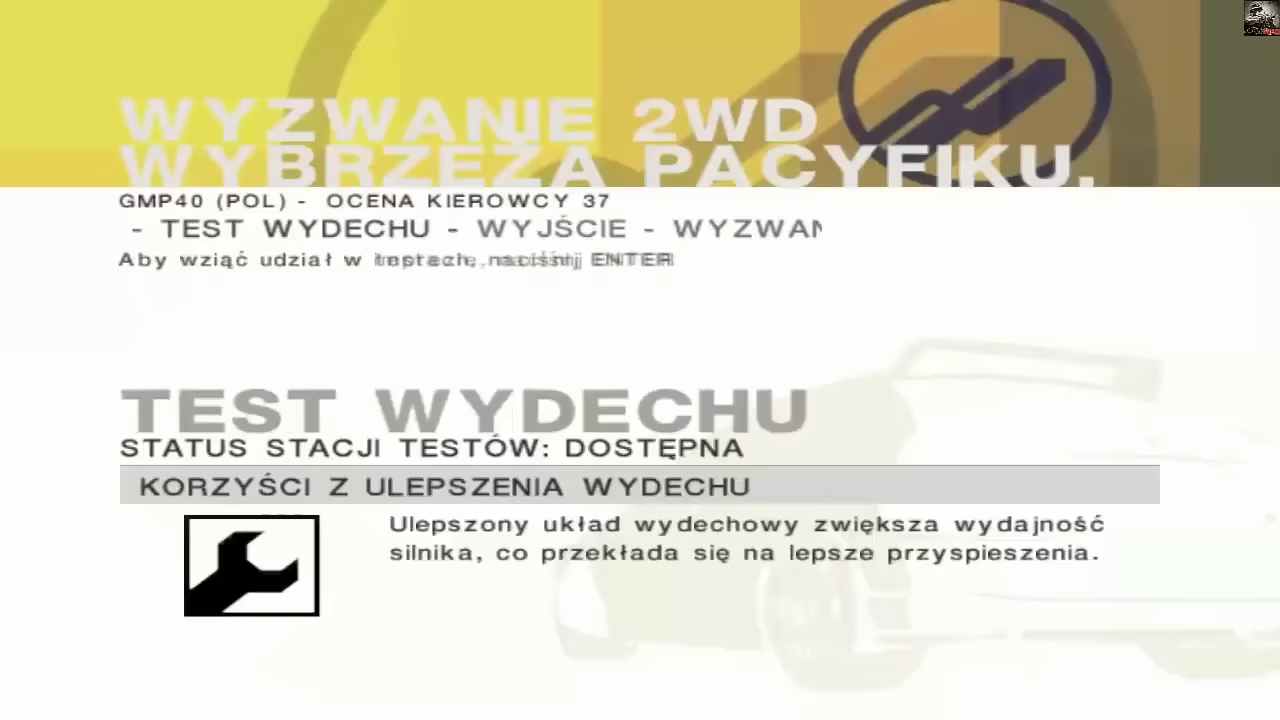 WYZWANIE 2WD
WYBRZEŻA PACYFIKU.
GMP40 (POL) - OCENA KIEROWCY 37
- TEST WYDECHU - WYJŚCIE - WYZWAN
Aby wziąć udział w ENTER
TEST WYDECHU
STATUS STACJI TESTÓW: DOSTĘPNA
KORZYŚCI Z ULEPSZENIA WYDECHU
Ulepszony układ wydechowy zwiększa wydajność
silnika, co przekłada się na lepsze przyspieszenia.